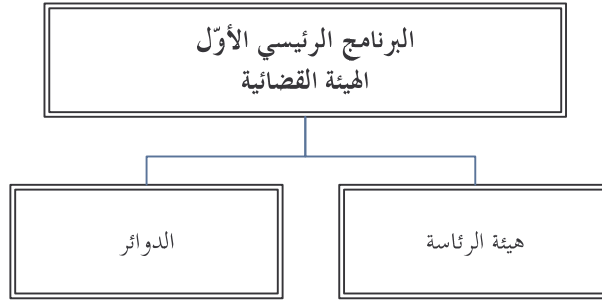 البرنامج الرئيسي الأوّل
الهيئة القضائية
هيئة الرئاسة
الدوائر